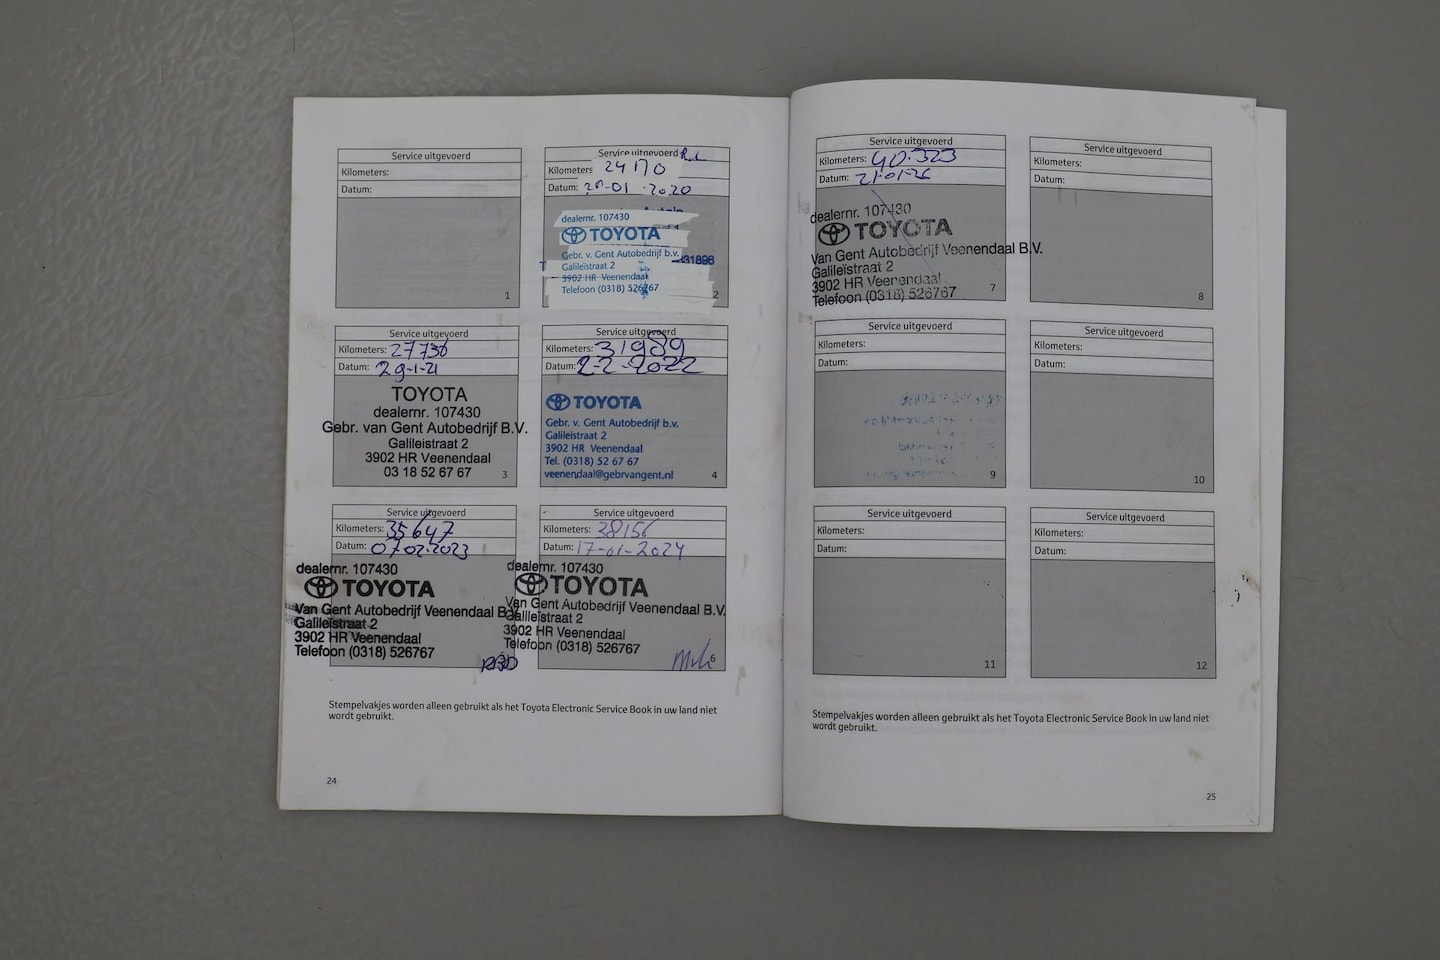 Service uitgevoerd
Kilometers:
Datum:
1
Service uitgevoerd
Kilometers 24170
Datum: 20-01-2020
dealernr. 107430
TOYOTA
Gebr. v. Gent Autobedrijf b.v.
Galileïstraat 2
3902 HR Veenendaal
Telefoon (0318) 526767
2
Service uitgevoerd
Kilometers: 27736
Datum: 29-1-21
TOYOTA
dealernr. 107430
Gebr. van Gent Autobedrijf B.V.
Galileistraat 2
3902 HR Veenendaal
03 18 52 67 67
3
Service uitgevoerd
Kilometers: 31989
Datum: 2-2-2022
TOYOTA
Gebr. v. Gent Autobedrijf b.v.
Galileïstraat 2
3902 HR Veenendaal
Tel. (0318) 52 67 67
veenendaal@gebrvangent.nl
4
Service uitgevoerd
Kilometers: 35647
Datum: 07-02-2023
dealernr. 107430
TOYOTA
Van Gent Autobedrijf Veenendaal B.V.
Galileïstraat 2
3902 HR Veenendaal
Telefoon (0318) 526767
Service uitgevoerd
Kilometers: 38156
Datum: 17-01-2024
dealernr. 107430
TOYOTA
Van Gent Autobedrijf Veenendaal B.V.
Galileïstraat 2
3902 HR Veenendaal
Telefoon (0318) 526767
6
Stempelvakjes worden alleen gebruikt als het Toyota Electronic Service Book in uw land niet
wordt gebruikt.
24
Service uitgevoerd
Kilometers: 40.323
Datum: 21-01-26
dealernr. 107430
TOYOTA
Van Gent Autobedrijf Veenendaal B.V.
Galileïstraat 2
3902 HR Veenendaal
Telefoon (0318) 526767
7
Service uitgevoerd
Kilometers:
Datum:
8
Service uitgevoerd
Kilometers:
Datum:
9
Service uitgevoerd
Kilometers:
Datum:
10
Service uitgevoerd
Kilometers:
Datum:
11
Service uitgevoerd
Kilometers:
Datum:
12
Stempelvakjes worden alleen gebruikt als het Toyota Electronic Service Book in uw land niet
wordt gebruikt.
25